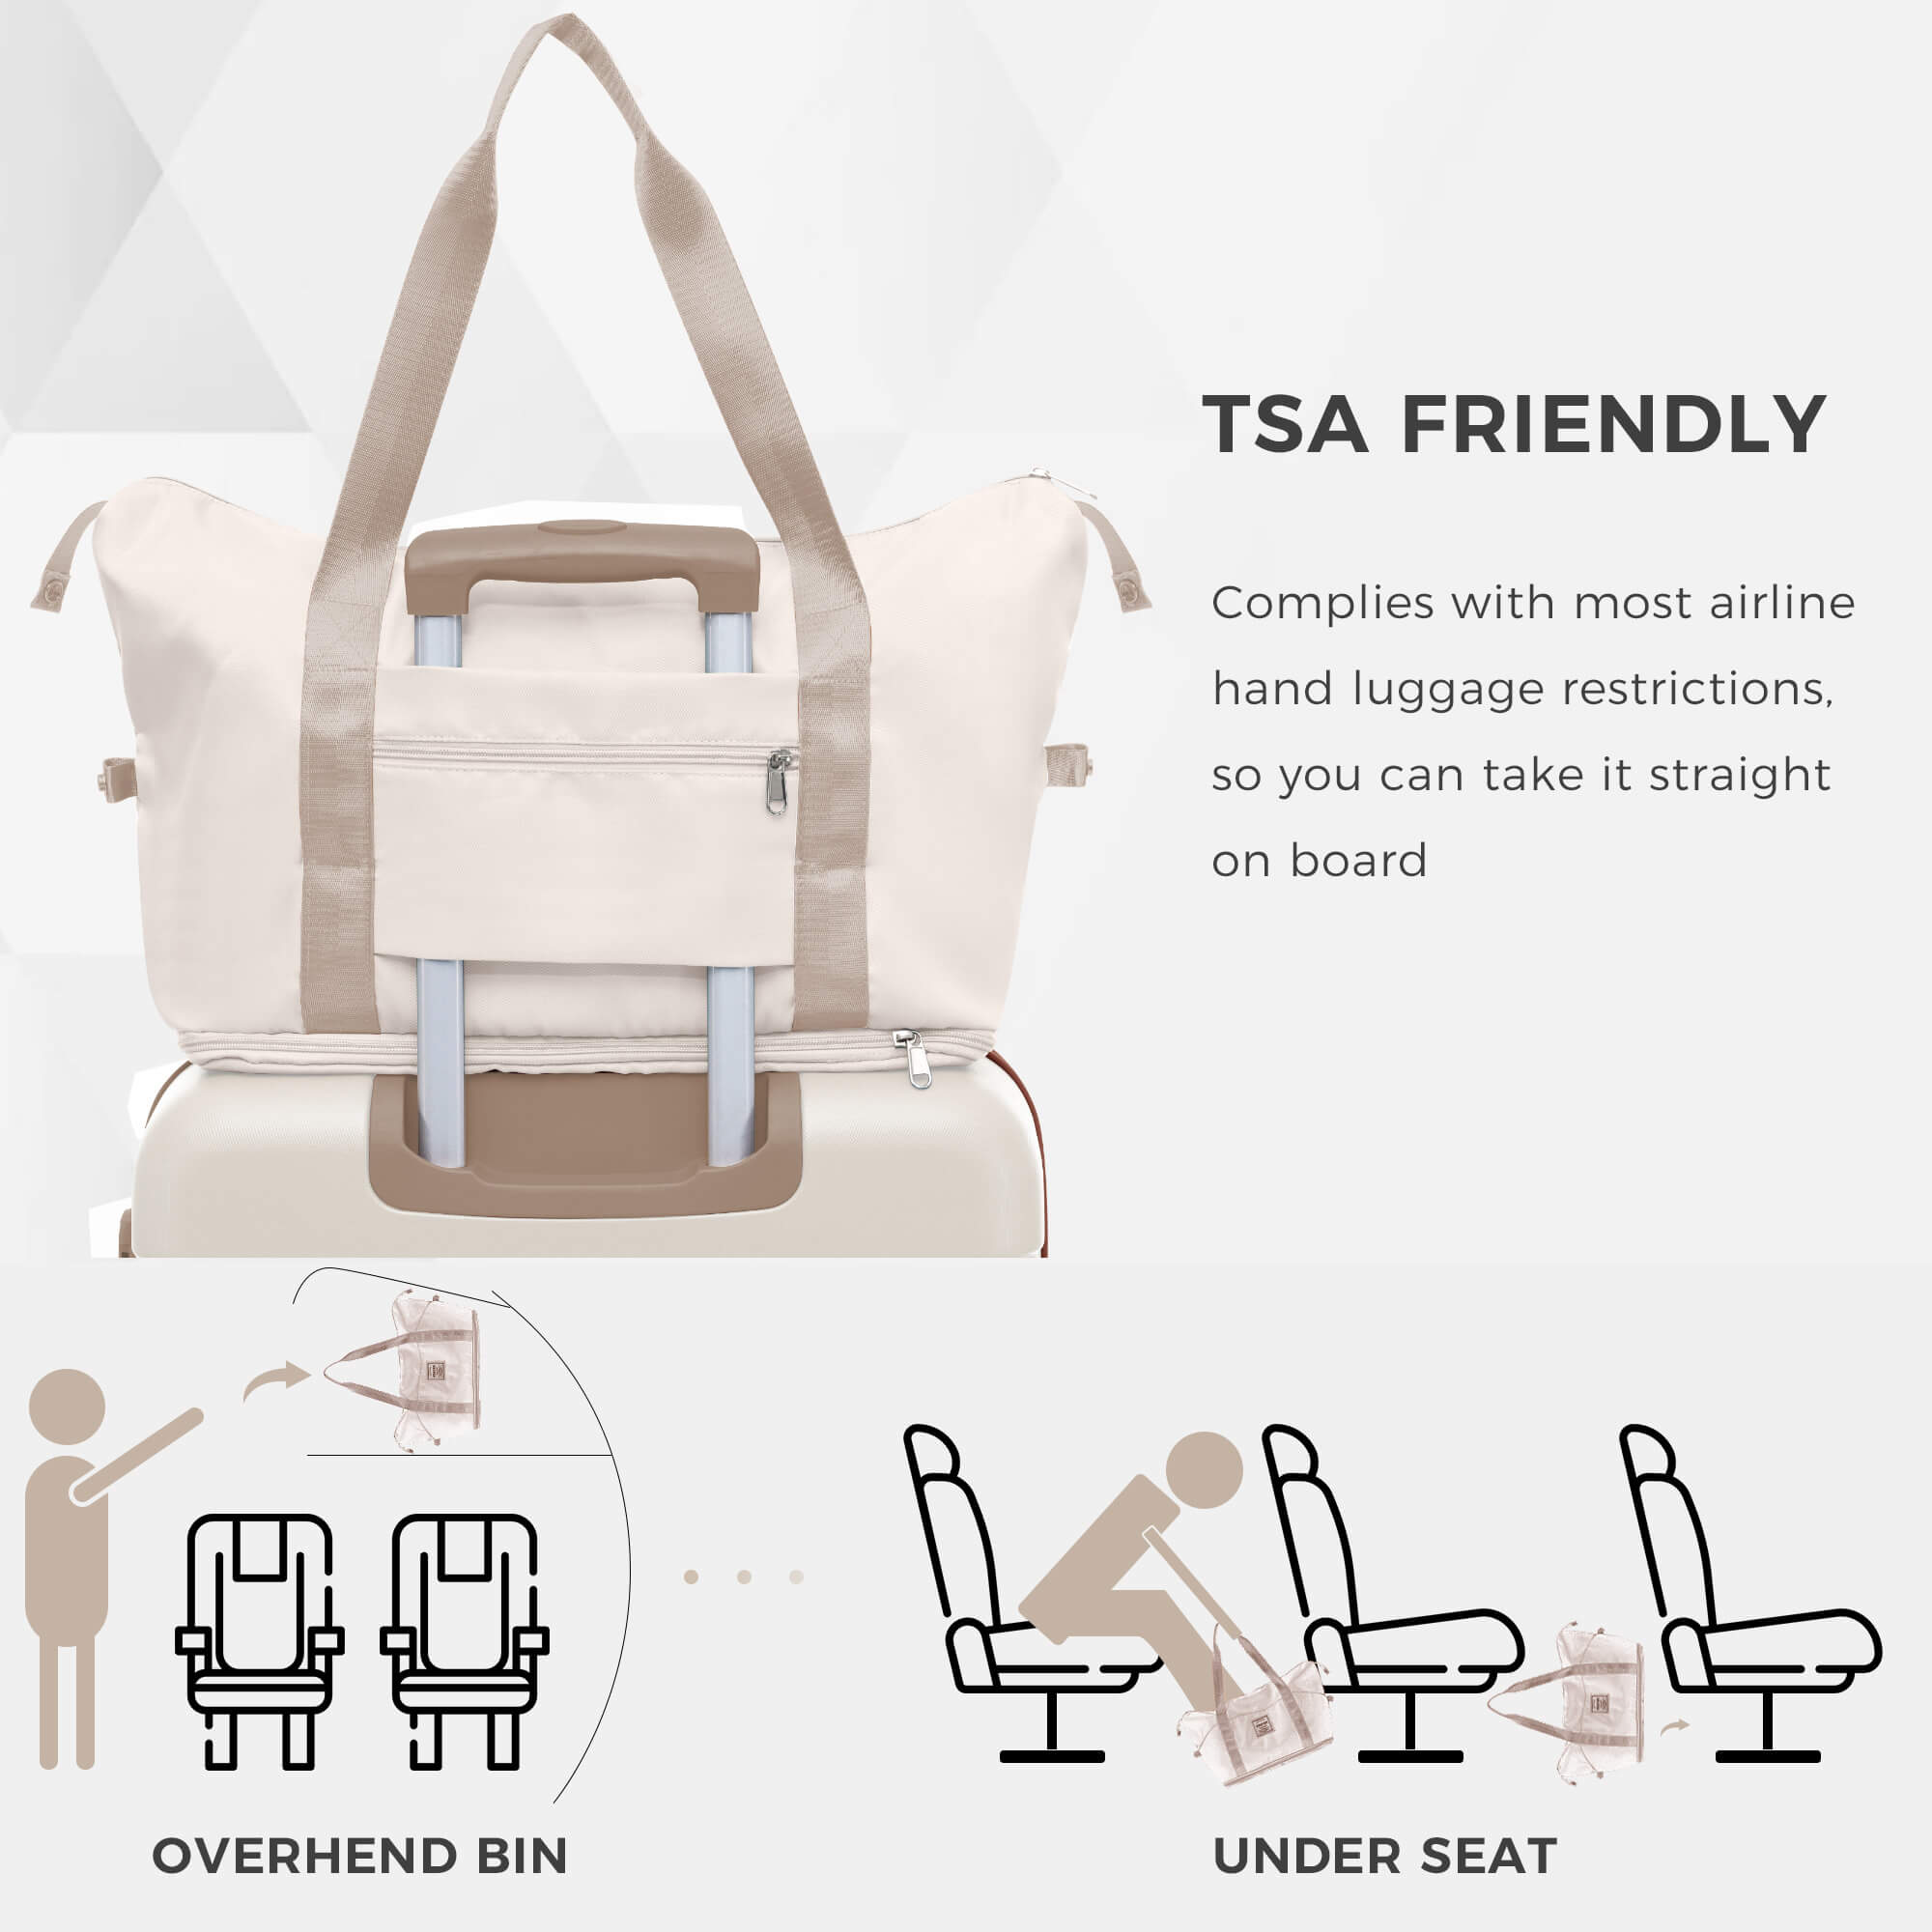 TSA FRIENDLY
Complies with most airline
hand luggage restrictions,
so you can take it straight
on board
OVERHEND BIN
UNDER SEAT